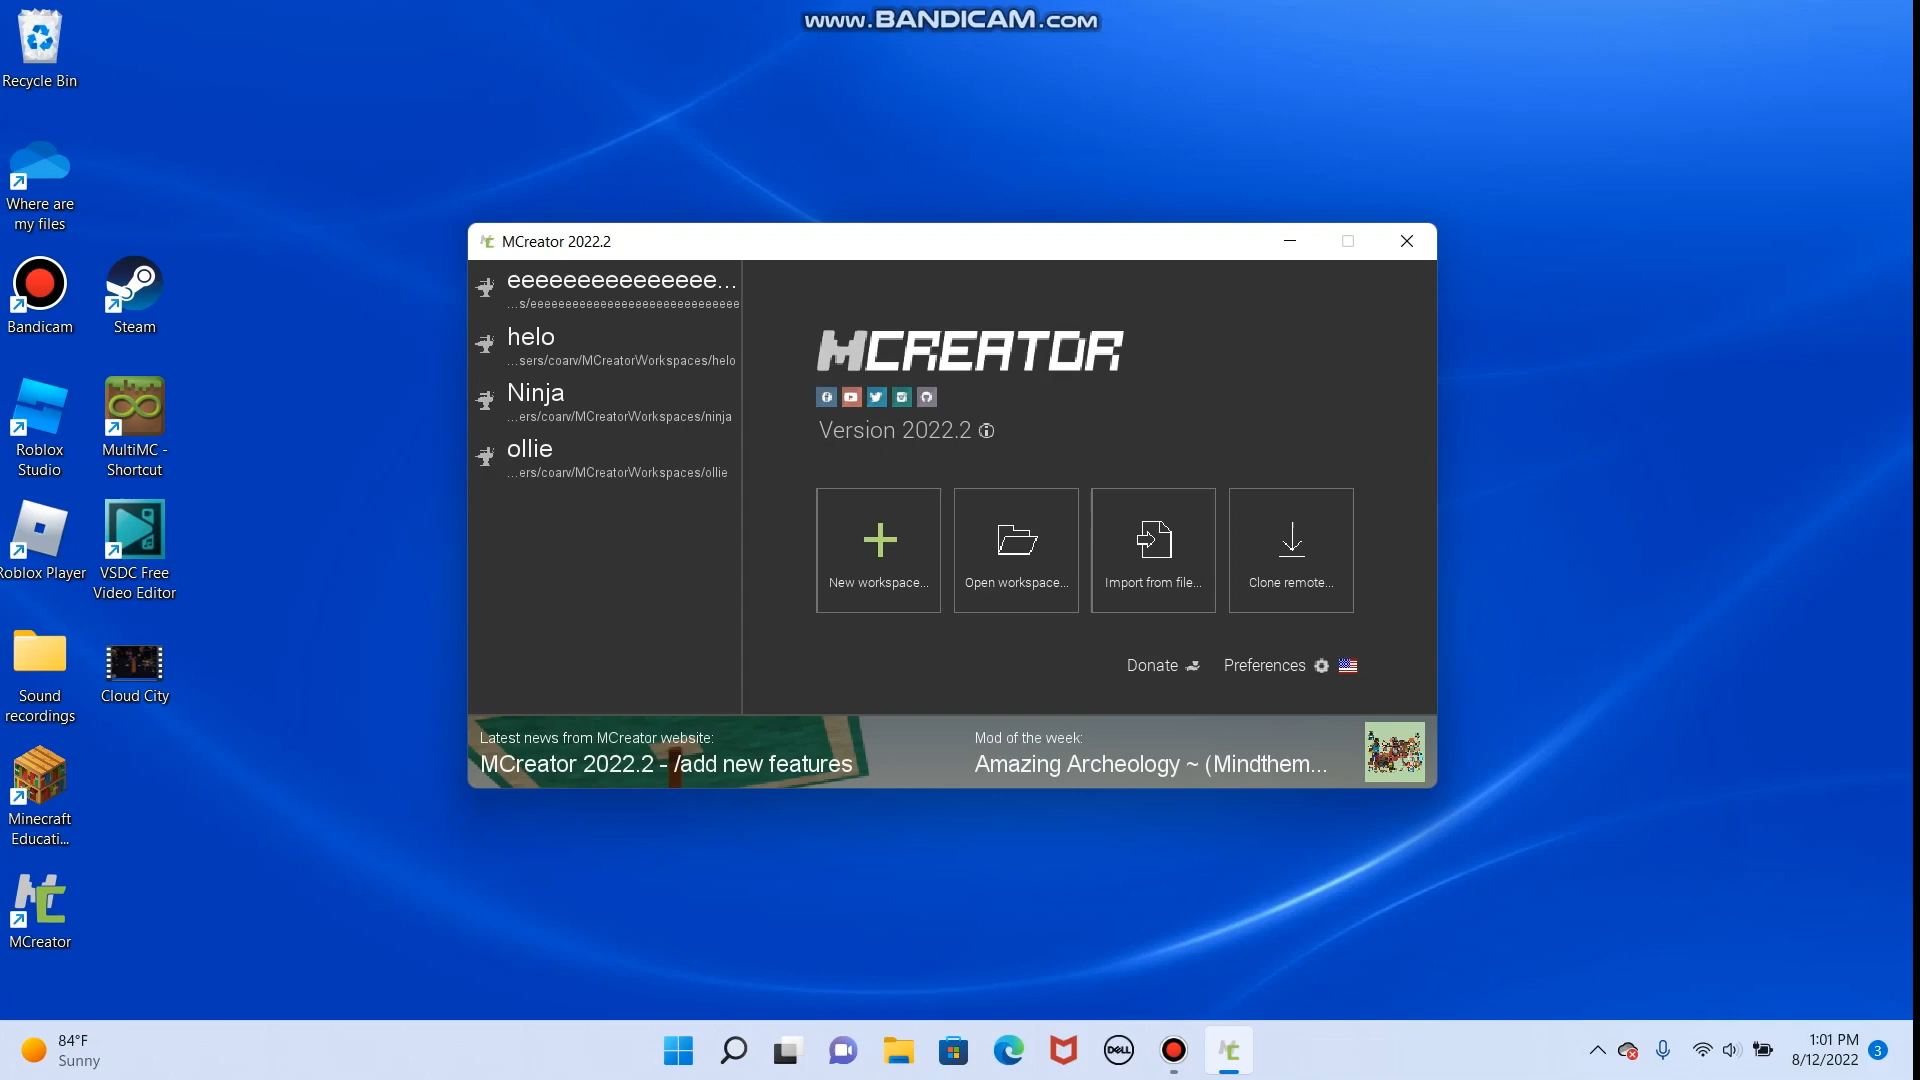 www.BANDICAM.com
Recycle Bin
Where are
my files
Bandicam
Steam
Roblox
Studio
MultiMC -
Shortcut
Roblox Player
VSDC Free
Video Editor
Sound
recordings
Cloud City
Minecraft
Educati...
MCreator
MCreator 2022.2
eeeeeeeeeeeeeee...
...s/eeeeeeeeeeeeeeeeeeeeeeeeeeeeee
helo
...sers/coarv/MCreatorWorkspaces/helo
Ninja
...ers/coarv/MCreatorWorkspaces/ninja
ollie
...ers/coarv/MCreatorWorkspaces/ollie
MCREATOR
Version 2022.2
New workspace...
Open workspace...
Import from file...
Clone remote...
Donate
Preferences
Latest news from MCreator website:
MCreator 2022.2 - /add new features
Mod of the week:
Amazing Archeology ~ (Mindthem...
84°F
Sunny
DELL
1:01 PM
8/12/2022
3